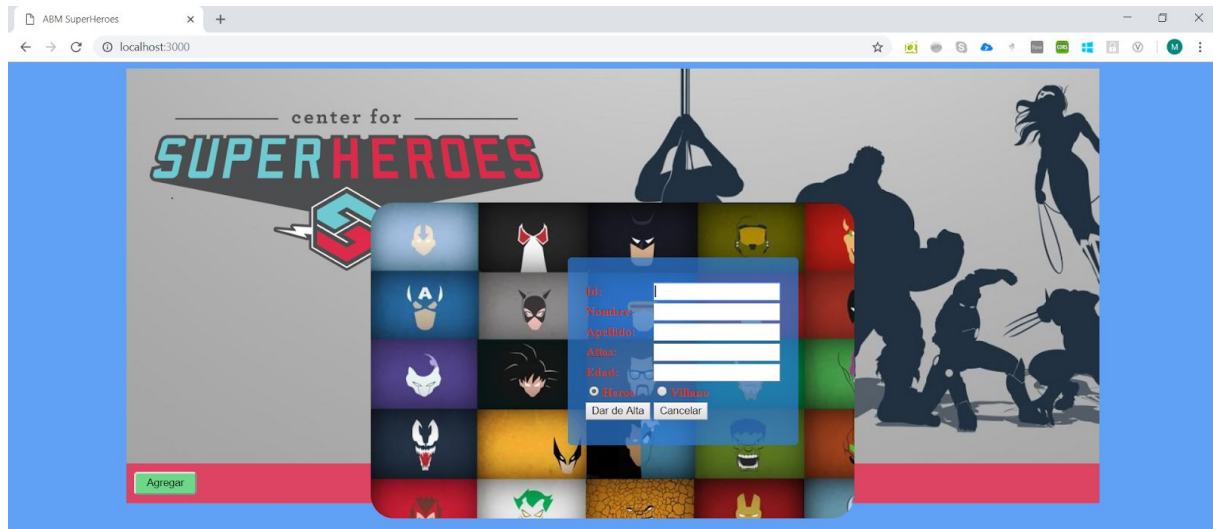 ABM SuperHeroes
localhost:3000
CORS
M
center for
SUPERHEROES
S
A
Id:
Nombre:
Apellido:
Alias:
Edad:
Heroe Villano
Dar de Alta Cancelar
Agregar